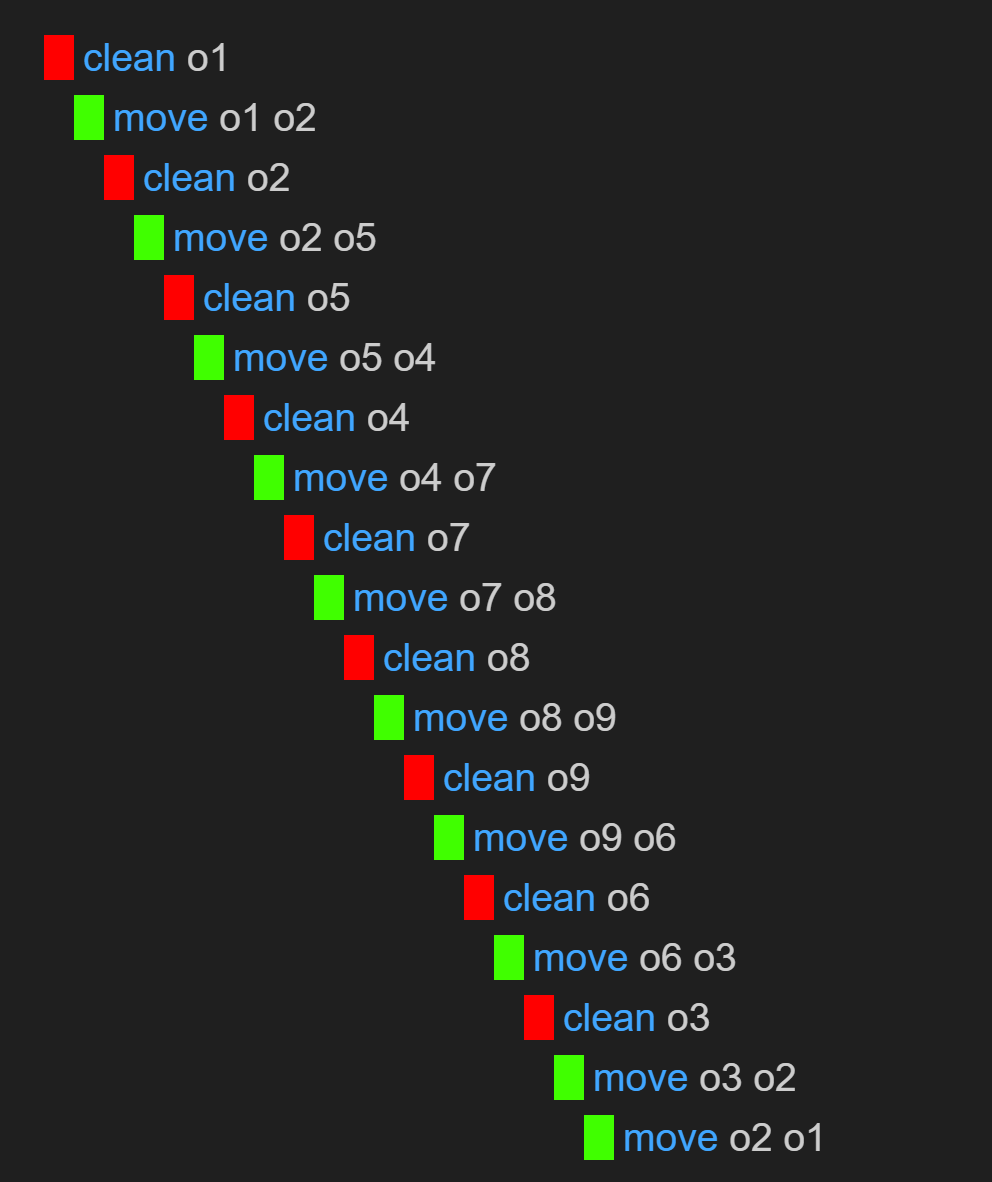 clean o1
move o1 o2
clean o2
move o2 o5
clean o5
move o5 o4
clean o4
move o4 o7
clean o7
move o7 o8
clean o8
move o8 o9
clean o9
move o9 o6
clean o6
move o6 o3
clean o3
move o3 o2
move o2 o1